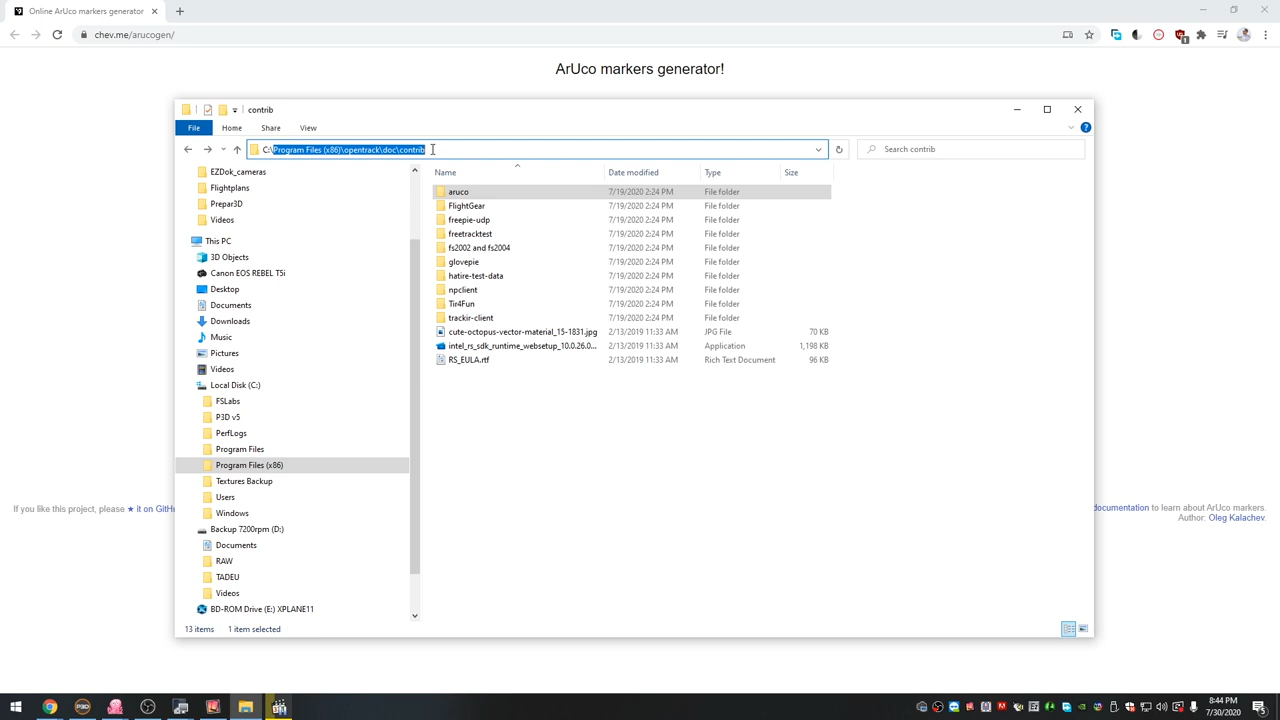 Online ArUco markers generator
chev.me/arucogen/
1
ArUco markers generator!
contrib
File Home Share View
C:\Program Files (x86)\opentrack\doc\contrib
Search contrib
Name Date modified Type Size
EZDok_cameras
Flightplans
Prepar3D
Videos
This PC
3D Objects
Canon EOS REBEL T5i
Desktop
Documents
Downloads
Music
Pictures
Videos
Local Disk (C:)
FSLabs
P3D v5
PerfLogs
Program Files
Program Files (x86)
Textures Backup
Users
Windows
Backup 7200rpm (D:)
Documents
RAW
TADEU
Videos
BD-ROM Drive (E:) XPLANE11
aruco 7/19/2020 2:24 PM File folder
FlightGear 7/19/2020 2:24 PM File folder
freepie-udp 7/19/2020 2:24 PM File folder
freetracktest 7/19/2020 2:24 PM File folder
fs2002 and fs2004 7/19/2020 2:24 PM File folder
glovepie 7/19/2020 2:24 PM File folder
hatire-test-data 7/19/2020 2:24 PM File folder
npclient 7/19/2020 2:24 PM File folder
Tir4Fun 7/19/2020 2:24 PM File folder
trackir-client 7/19/2020 2:24 PM File folder
cute-octopus-vector-material_15-1831.jpg 2/13/2019 11:33 AM JPG File 70 KB
intel_rs_sdk_runtime_websetup_10.0.26.0... 2/13/2019 11:33 AM Application 1,198 KB
RS_EULA.rtf 2/13/2019 11:33 AM Rich Text Document 96 KB
If you like this project, please ★ it on GitHu
documentation to learn about ArUco markers.
Author: Oleg Kalachev.
13 items 1 item selected
8:44 PM
7/30/2020
5